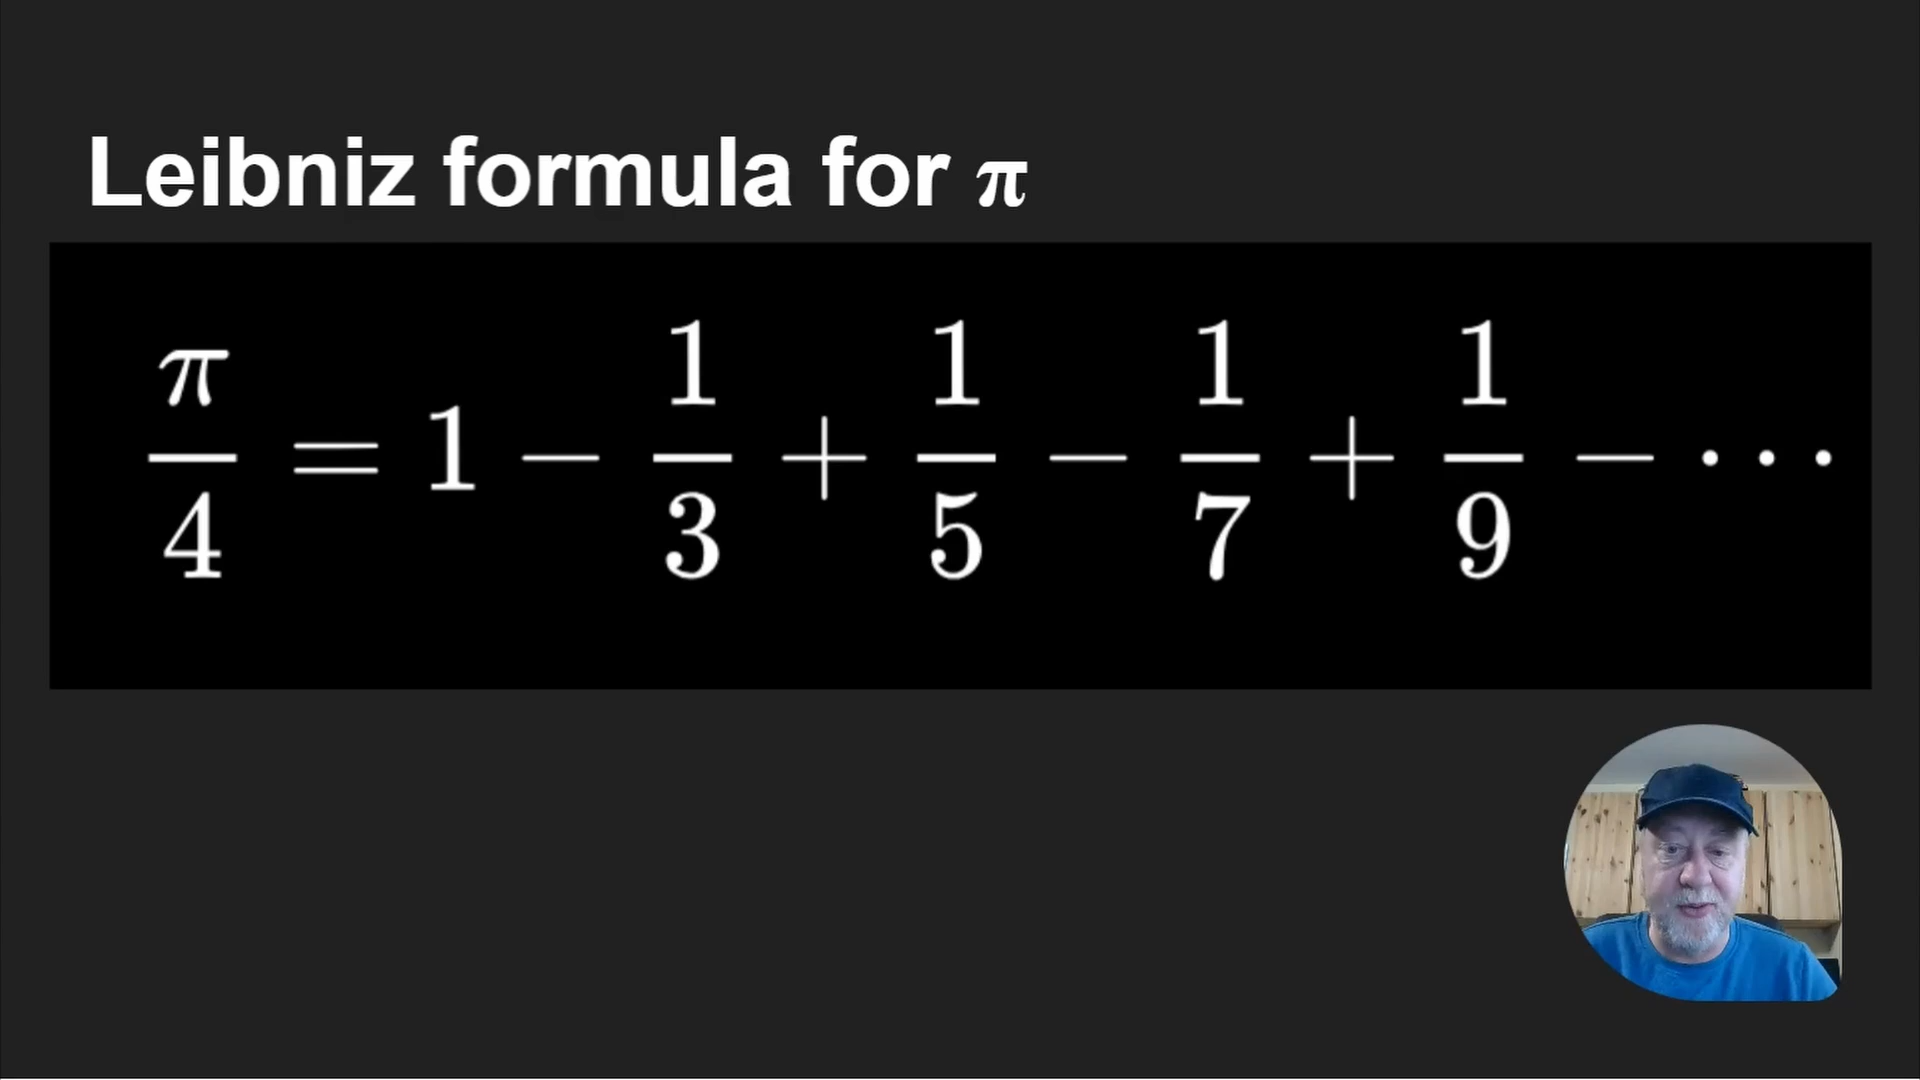 Leibniz formula for π
π/4 = 1 − 1/3 + 1/5 − 1/7 + 1/9 − ⋯